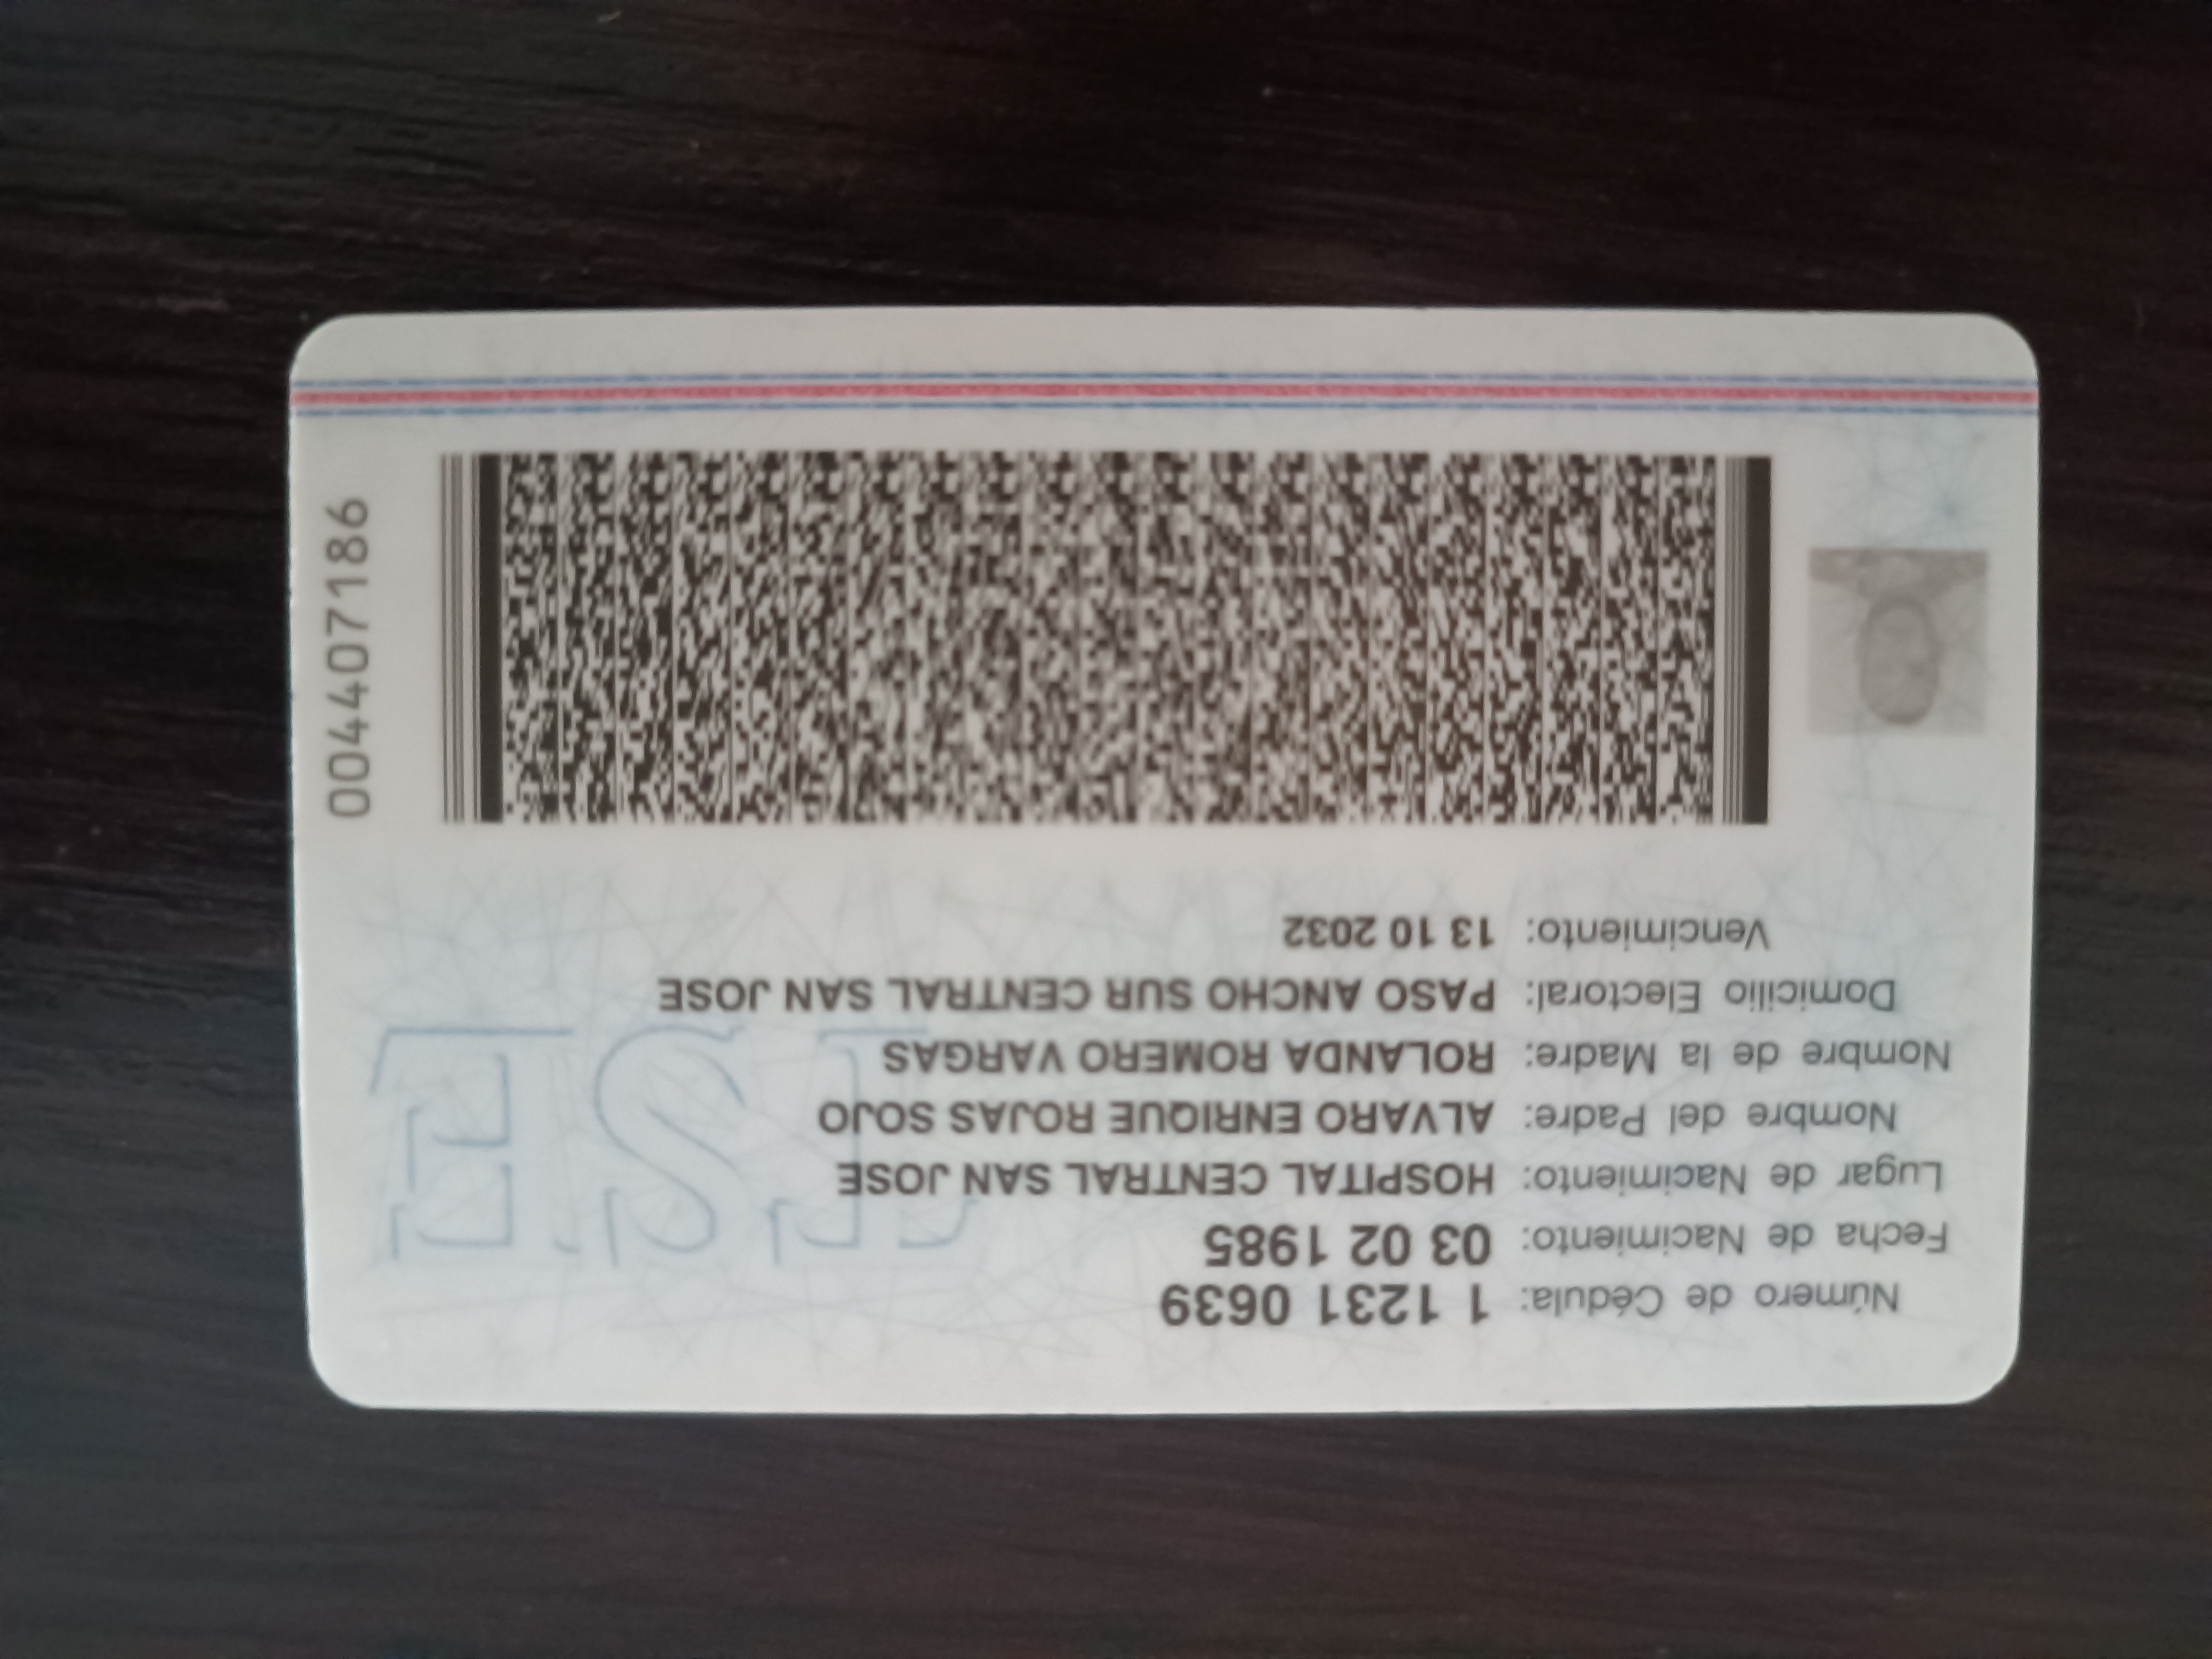 Número de Cédula: 1 1231 0639
Fecha de Nacimiento: 03 02 1985
Lugar de Nacimiento: HOSPITAL CENTRAL SAN JOSE
Nombre del Padre: ALVARO ENRIQUE ROJAS SOJO
Nombre de la Madre: ROLANDA ROMERO VARGAS
Domicilio Electoral: PASO ANCHO SUR CENTRAL SAN JOSE
Vencimiento: 13 10 2032
004407186